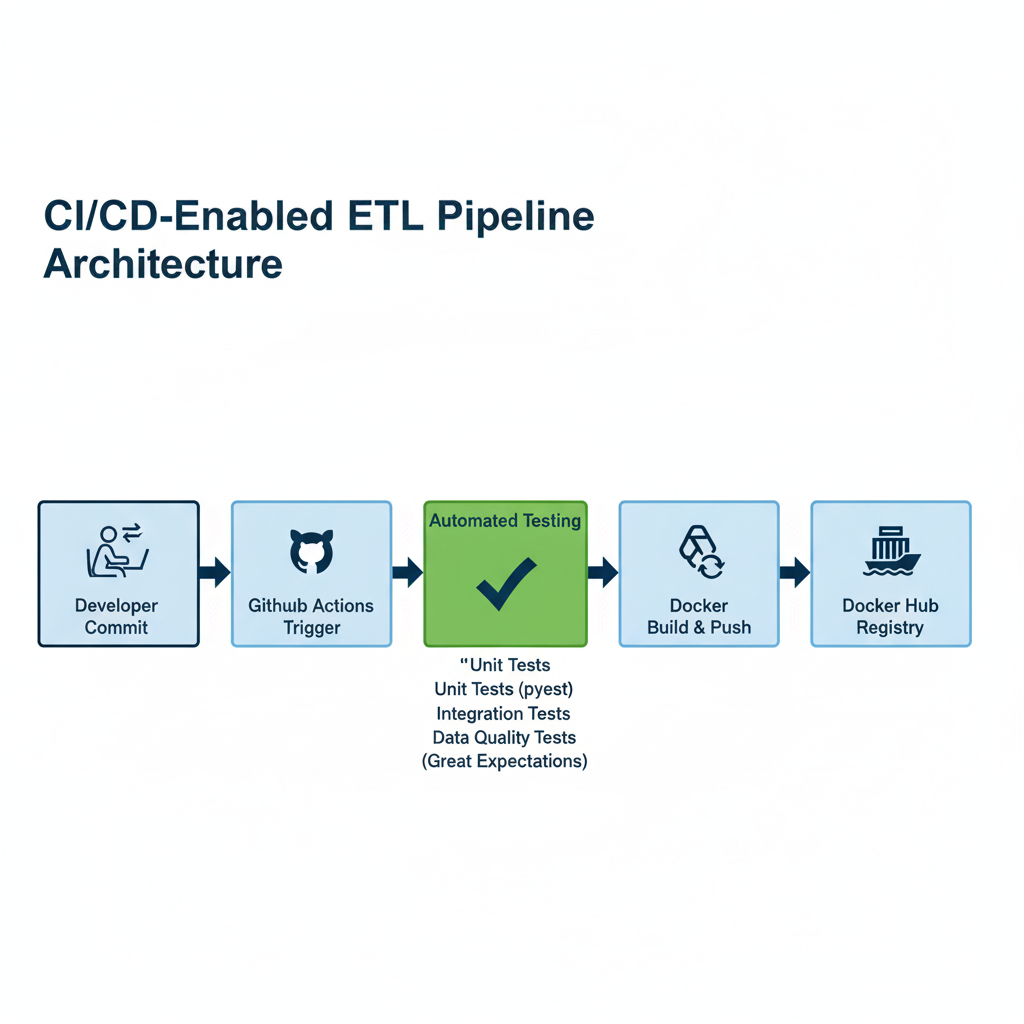 CI/CD-Enabled ETL Pipeline
Architecture
Developer
Commit
Github Actions
Trigger
Automated Testing
"Unit Tests
Unit Tests (pyest)
Integration Tests
Data Quality Tests
(Great Expectations)
Docker
Build & Push
Docker Hub
Registry